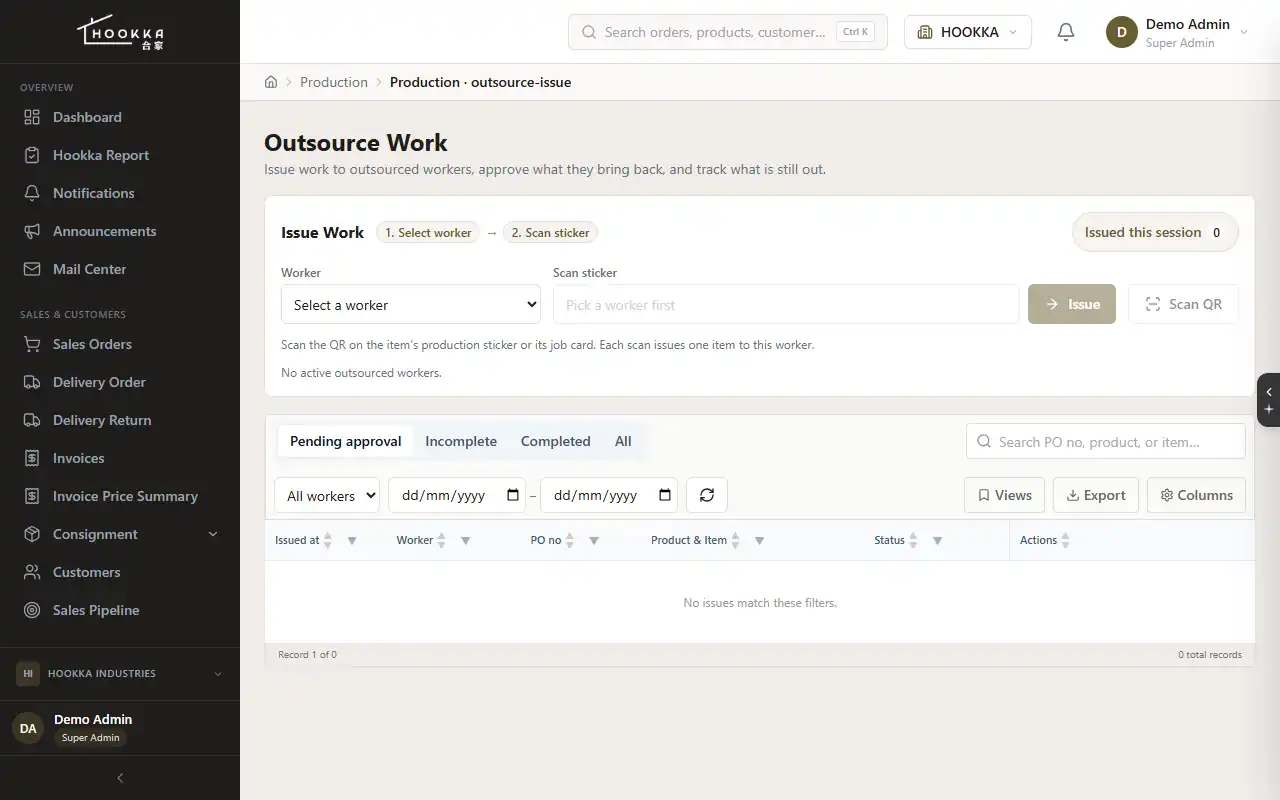 HOOKKA
合家
Search orders, products, customer...
Ctrl K
HOOKKA
D
Demo Admin
Super Admin
OVERVIEW
Dashboard
Hookka Report
Notifications
Announcements
Mail Center
SALES & CUSTOMERS
Sales Orders
Delivery Order
Delivery Return
Invoices
Invoice Price Summary
Consignment
Customers
Sales Pipeline
HI
HOOKKA INDUSTRIES
DA
Demo Admin
Super Admin
Production
Production · outsource-issue
Outsource Work
Issue work to outsourced workers, approve what they bring back, and track what is still out.
Issue Work
1. Select worker
→
2. Scan sticker
Issued this session 0
Worker
Scan sticker
Select a worker
Pick a worker first
Issue
Scan QR
Scan the QR on the item's production sticker or its job card. Each scan issues one item to this worker.
No active outsourced workers.
Pending approval
Incomplete
Completed
All
Search PO no, product, or item...
All workers
dd/mm/yyyy
–
dd/mm/yyyy
Views
Export
Columns
Issued at
Worker
PO no
Product & Item
Status
Actions
No issues match these filters.
Record 1 of 0
0 total records